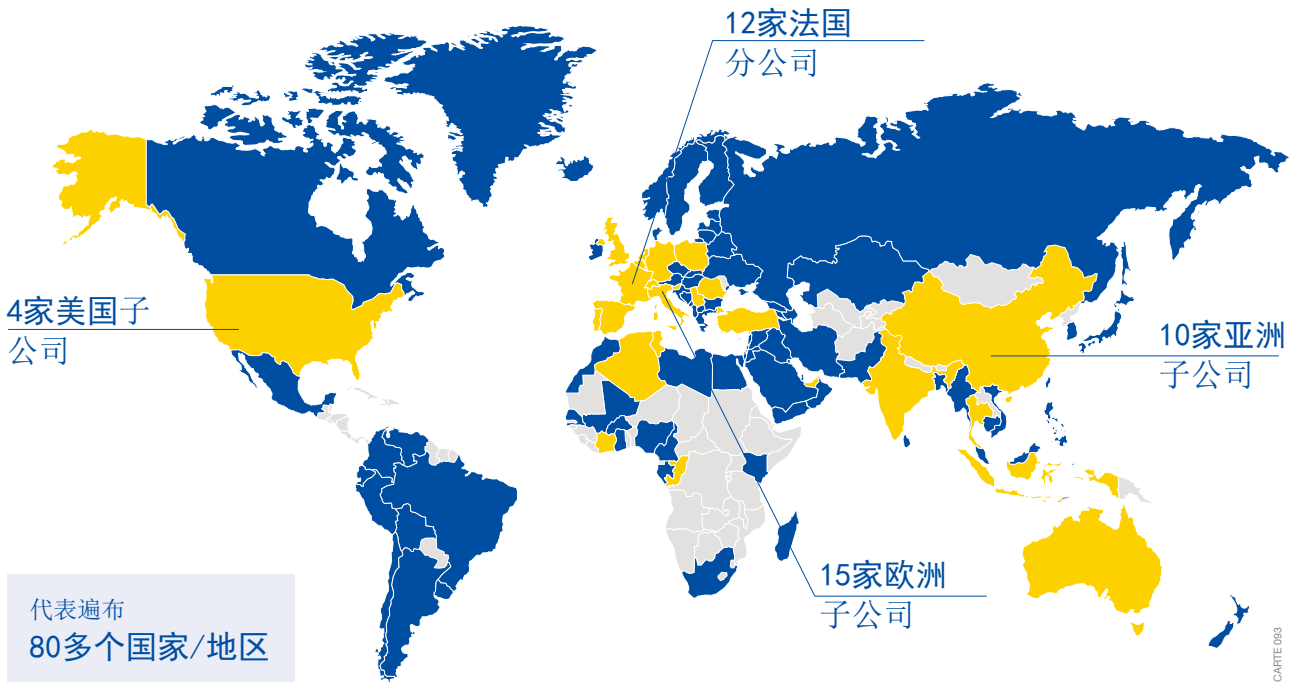 12家法国
分公司
4家美国子
公司
10家亚洲
子公司
15家欧洲
子公司
代表遍布
80多个国家/地区
CARTE 093